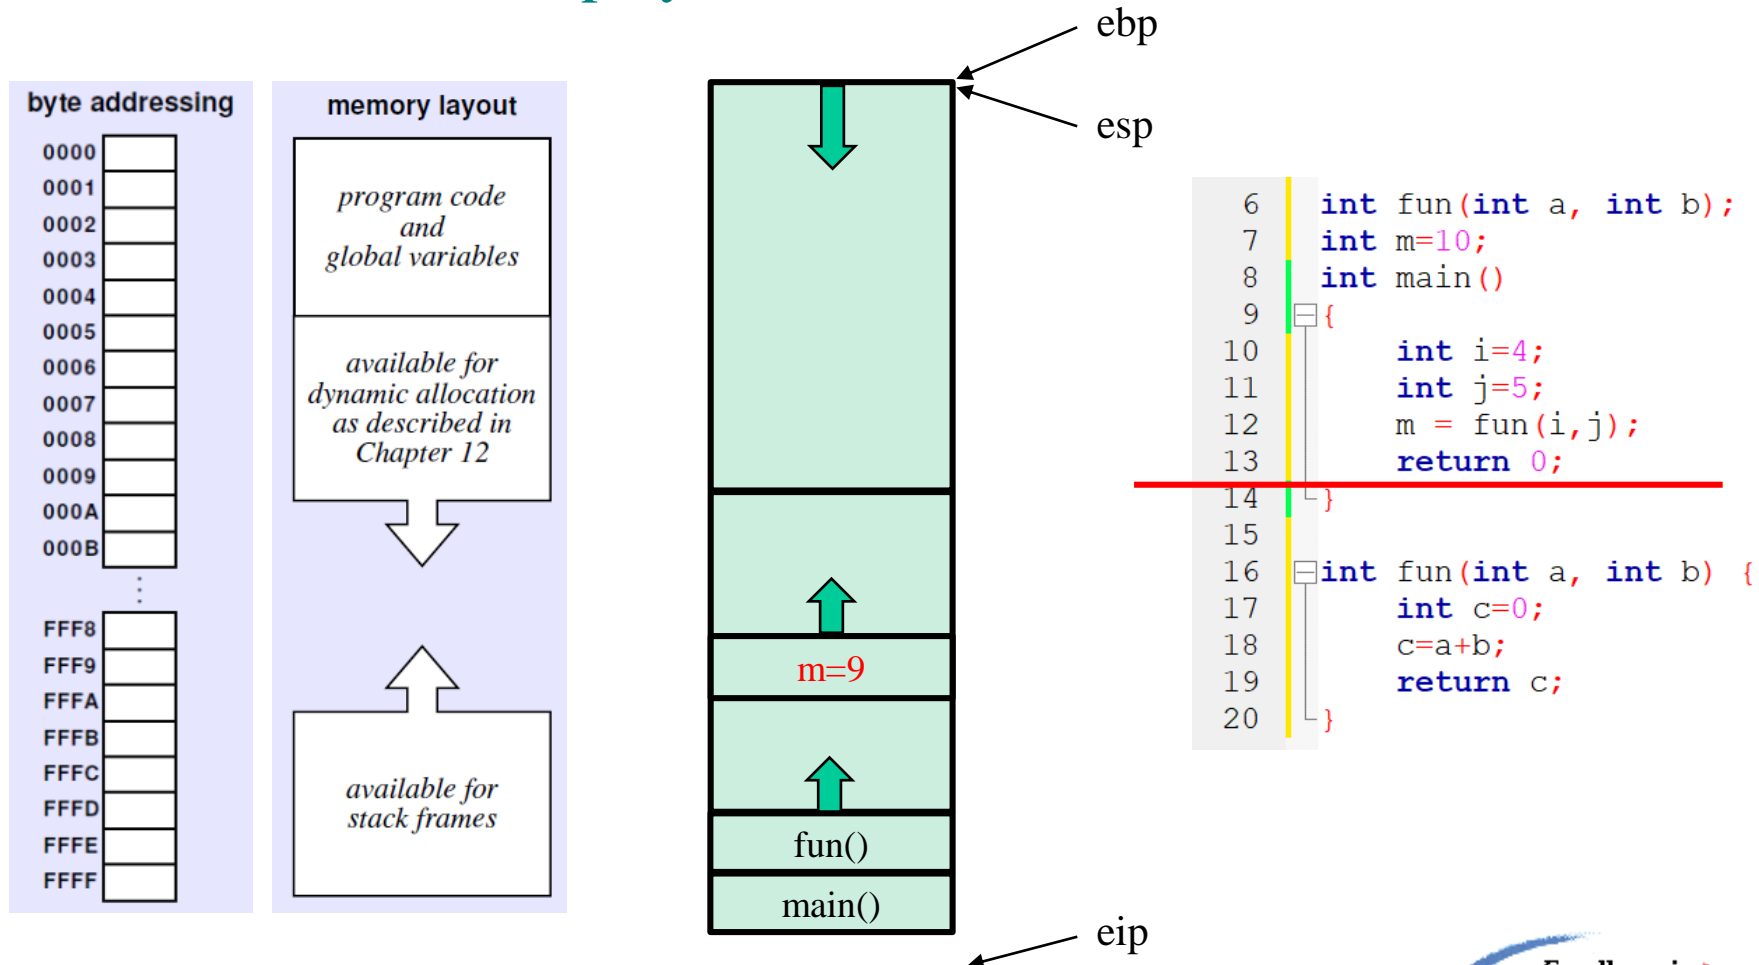 byte addressing
0000
0001
0002
0003
0004
0005
0006
0007
0008
0009
000A
000B
FFF8
FFF9
FFFA
FFFB
FFFC
FFFD
FFFE
FFFF
memory layout
program code
and
global variables
available for
dynamic allocation
as described in
Chapter 12
available for
stack frames
ebp
esp
m=9
fun()
main()
eip
6 int fun(int a, int b);
7 int m=10;
8 int main()
9 {
10 int i=4;
11 int j=5;
12 m = fun(i,j);
13 return 0;
14 }
15
16 int fun(int a, int b) {
17 int c=0;
18 c=a+b;
19 return c;
20 }